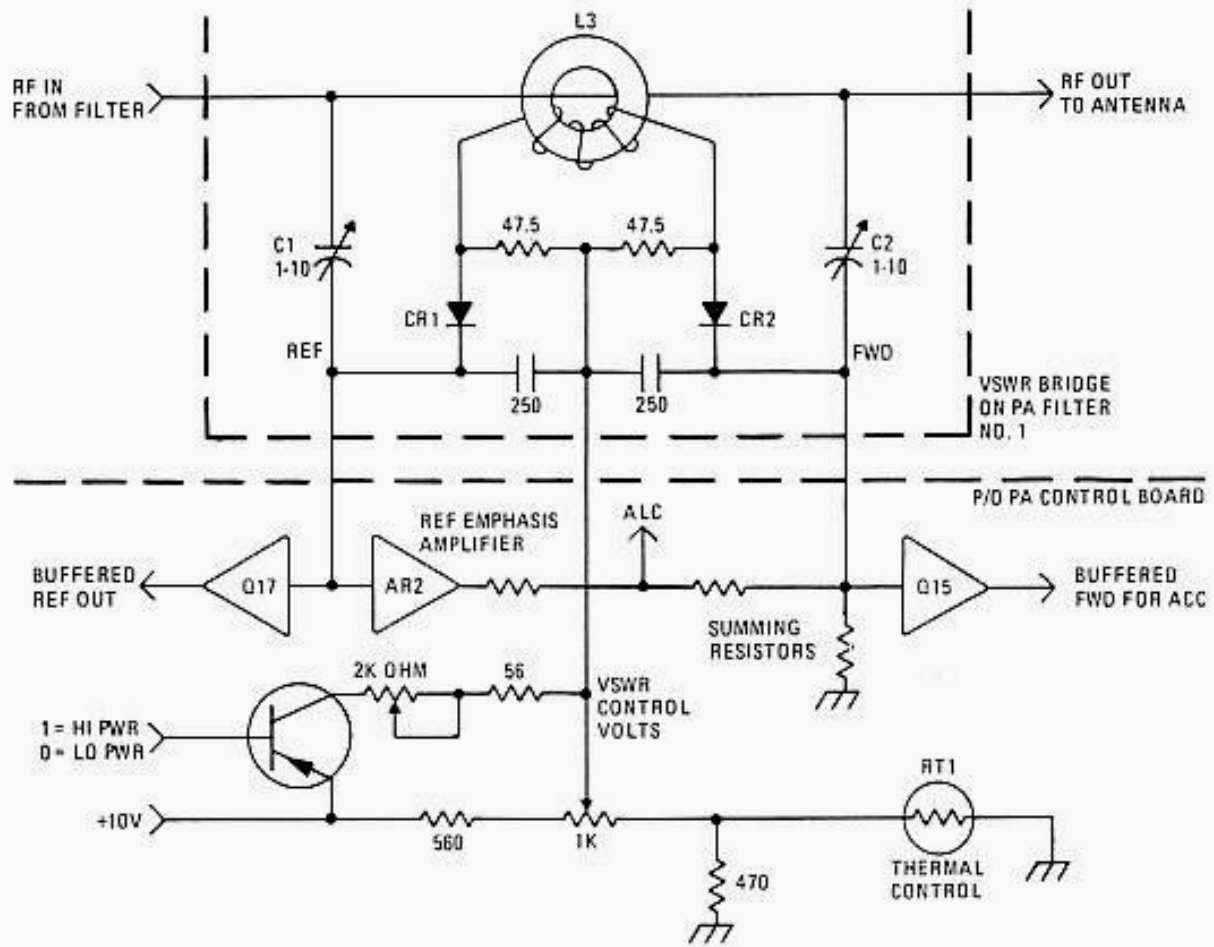 L3
RF IN
FROM FILTER
RF OUT
TO ANTENNA
47.5
47.5
C1
1-10
C2
1-10
CR1
CR2
REF
FWD
250
250
VSWR BRIDGE
ON PA FILTER
NO. 1
P/O PA CONTROL BOARD
REF EMPHASIS
AMPLIFIER
ALC
BUFFERED
REF OUT
Q17
AR2
Q15
BUFFERED
FWD FOR ACC
SUMMING
RESISTORS
2K OHM
56
VSWR
CONTROL
VOLTS
1 = HI PWR
0 = LO PWR
RT1
+10V
560
1K
THERMAL
CONTROL
470